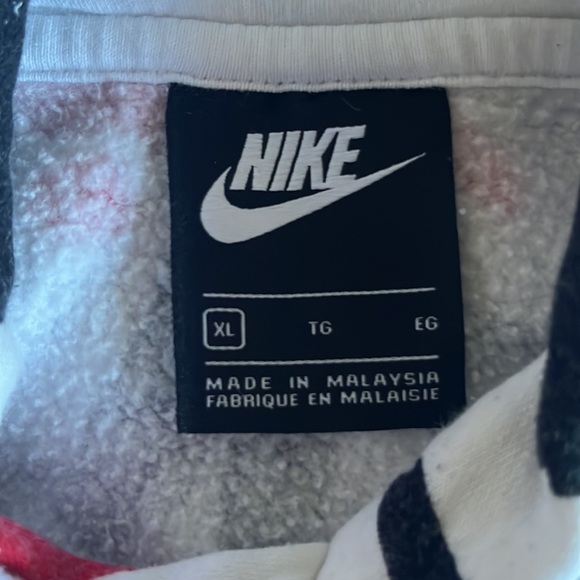 NIKE
XL TG EG
MADE IN MALAYSIA
FABRIQUE EN MALAISIE